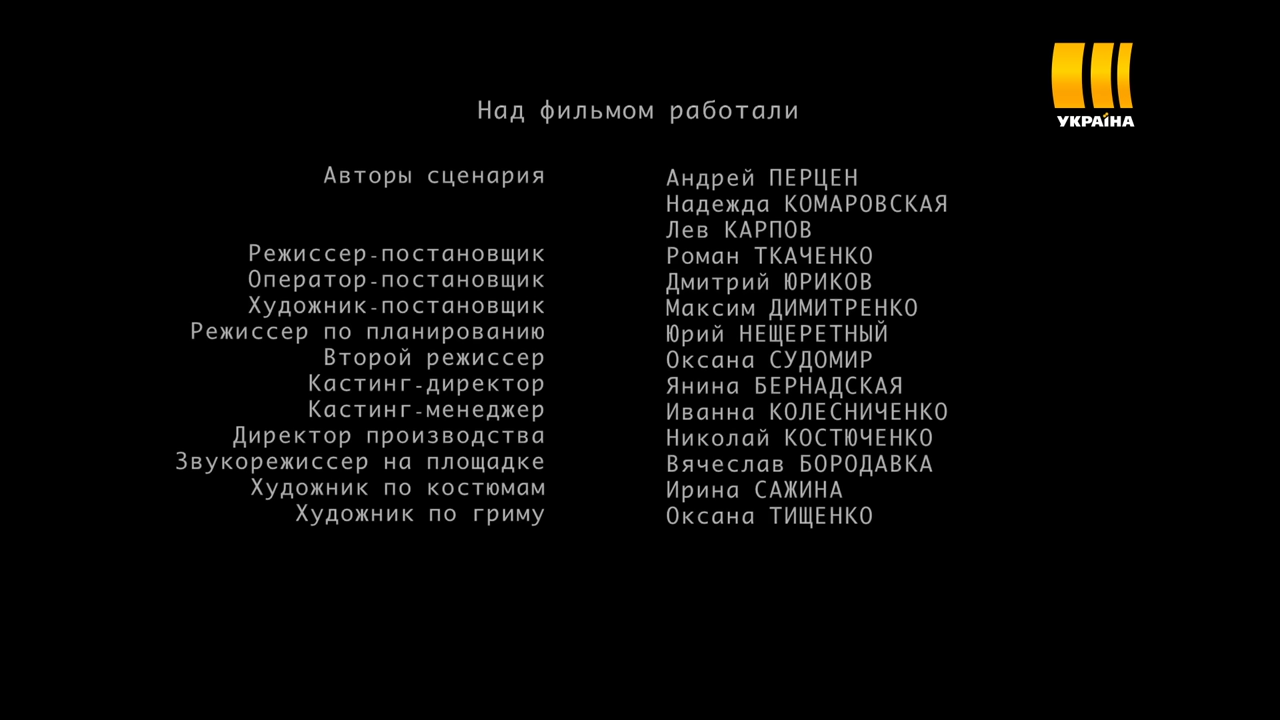 УКРАЇНА
Над фильмом работали
Авторы сценария Андрей ПЕРЦЕН
Надежда КОМАРОВСКАЯ
Лев КАРПОВ
Режиссер-постановщик Роман ТКАЧЕНКО
Оператор-постановщик Дмитрий ЮРИКОВ
Художник-постановщик Максим ДИМИТРЕНКО
Режиссер по планированию Юрий НЕЩЕРЕТНЫЙ
Второй режиссер Оксана СУДОМИР
Кастинг-директор Янина БЕРНАДСКАЯ
Кастинг-менеджер Иванна КОЛЕСНИЧЕНКО
Директор производства Николай КОСТЮЧЕНКО
Звукорежиссер на площадке Вячеслав БОРОДАВКА
Художник по костюмам Ирина САЖИНА
Художник по гриму Оксана ТИЩЕНКО